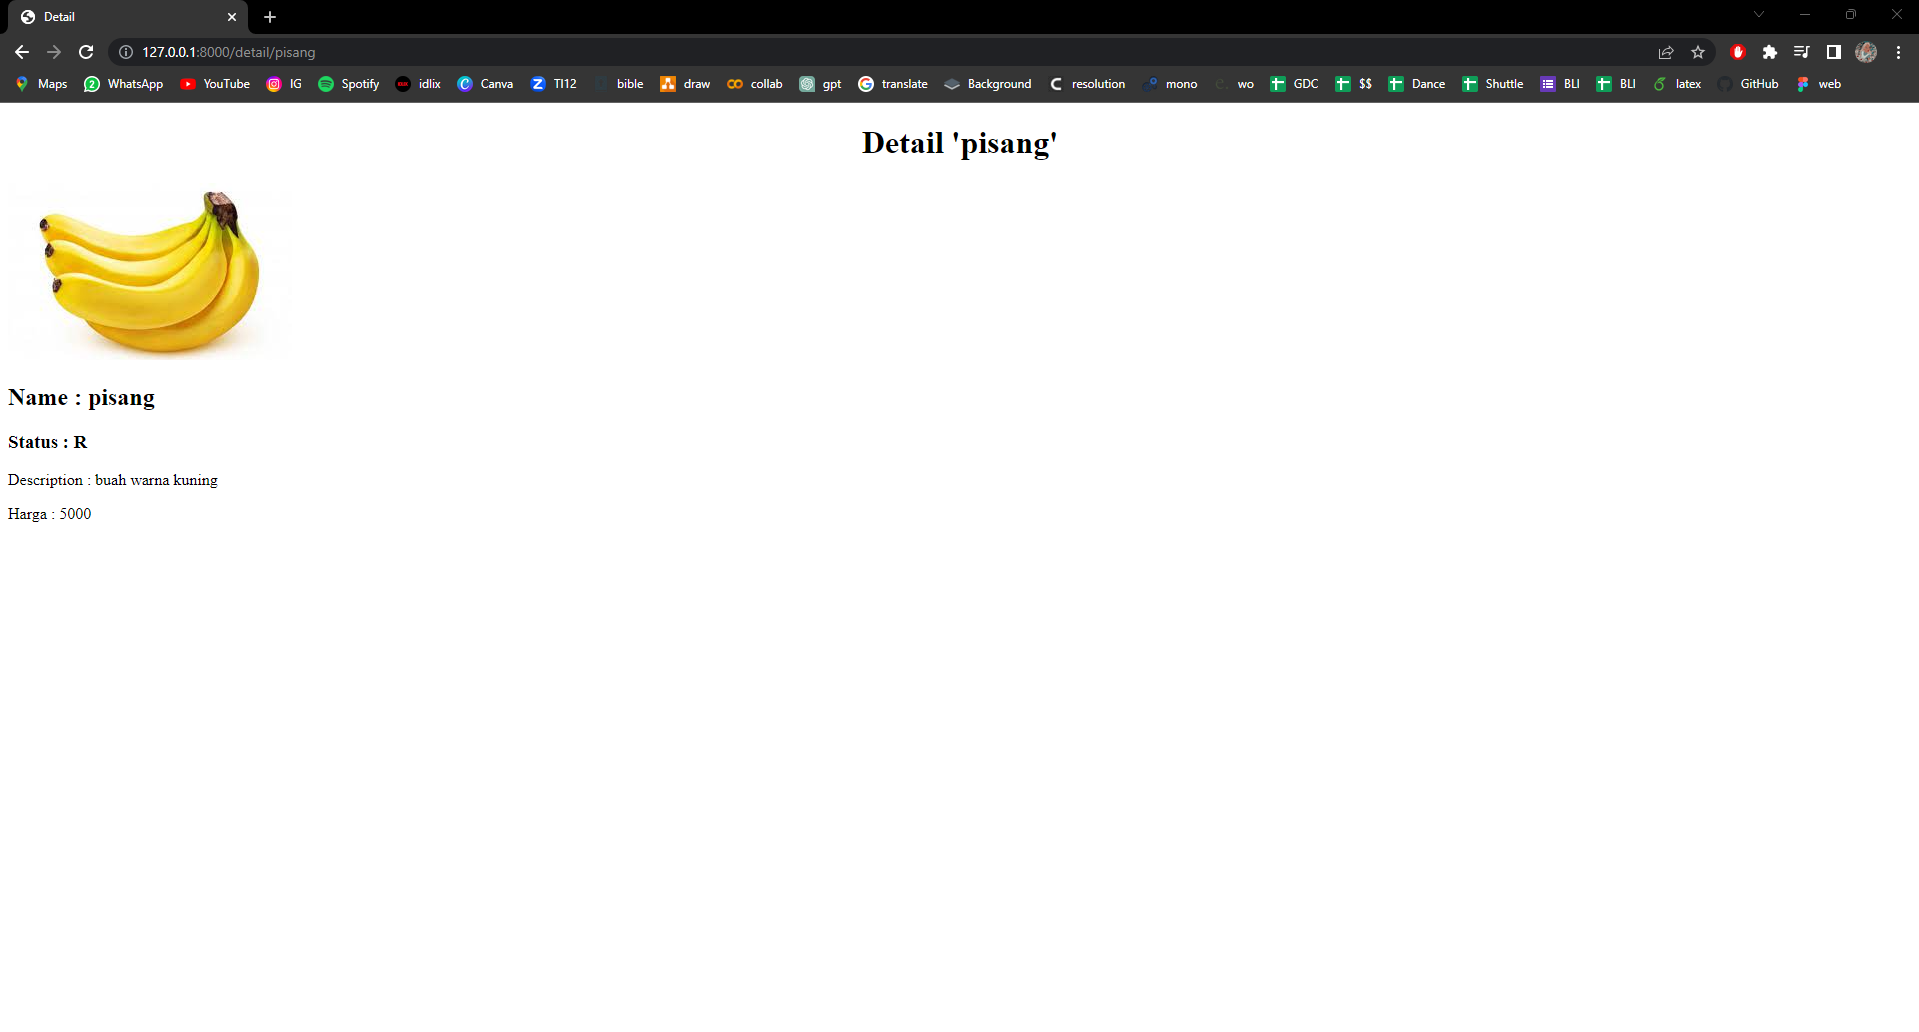 Detail
127.0.0.1:8000/detail/pisang
Maps WhatsApp YouTube IG Spotify idlix Canva TI12 bible draw collab gpt translate Background resolution mono wo GDC $$ Dance Shuttle BLI BLI latex GitHub web
Detail 'pisang'
Name : pisang
Status : R
Description : buah warna kuning
Harga : 5000